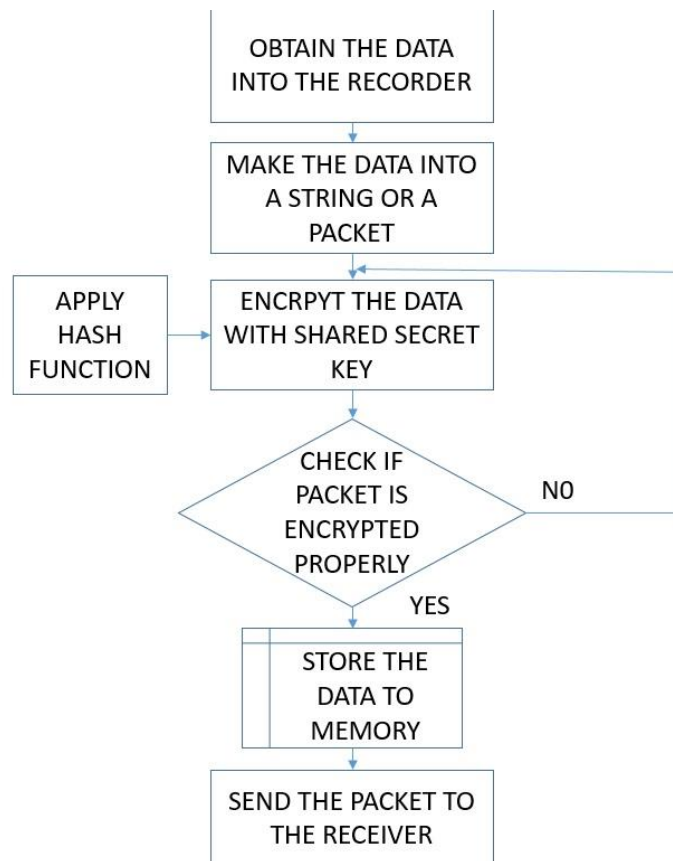 OBTAIN THE DATA
INTO THE RECORDER
MAKE THE DATA INTO
A STRING OR A
PACKET
APPLY
HASH
FUNCTION
ENCRPYT THE DATA
WITH SHARED SECRET
KEY
CHECK IF
PACKET IS
ENCRYPTED
PROPERLY
N0
YES
STORE THE
DATA TO
MEMORY
SEND THE PACKET TO
THE RECEIVER